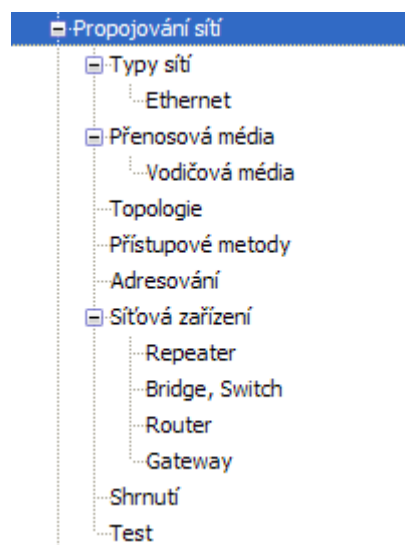 Propojování sítí
Typy sítí
Ethernet
Přenosová média
Vodičová média
Topologie
Přístupové metody
Adresování
Síťová zařízení
Repeater
Bridge, Switch
Router
Gateway
Shrnutí
Test